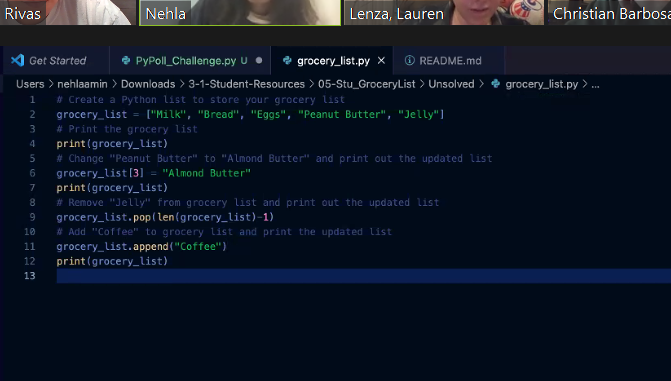 Rivas
Nehla
Lenza, Lauren
Christian Barbosa
Get Started
PyPoll_Challenge.py U
grocery_list.py
README.md
Users > nehlaamin > Downloads > 3-1-Student-Resources > 05-Stu_GroceryList > Unsolved > grocery_list.py > ...
1 # Create a Python list to store your grocery list
2 grocery_list = ["Milk", "Bread", "Eggs", "Peanut Butter", "Jelly"]
3 # Print the grocery list
4 print(grocery_list)
5 # Change "Peanut Butter" to "Almond Butter" and print out the updated list
6 grocery_list[3] = "Almond Butter"
7 print(grocery_list)
8 # Remove "Jelly" from grocery list and print out the updated list
9 grocery_list.pop(len(grocery_list)-1)
10 # Add "Coffee" to grocery list and print the updated list
11 grocery_list.append("Coffee")
12 print(grocery_list)
13